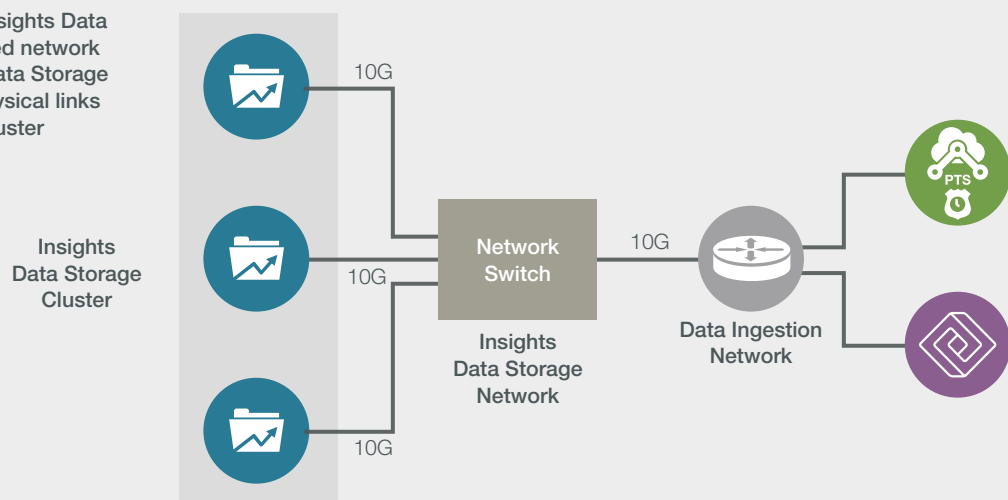 sights Data
ed network
ata Storage
ysical links
uster
10G
Insights
Data Storage
Cluster
10G
Network
Switch
10G
Insights
Data Storage
Network
Data Ingestion
Network
PTS
10G